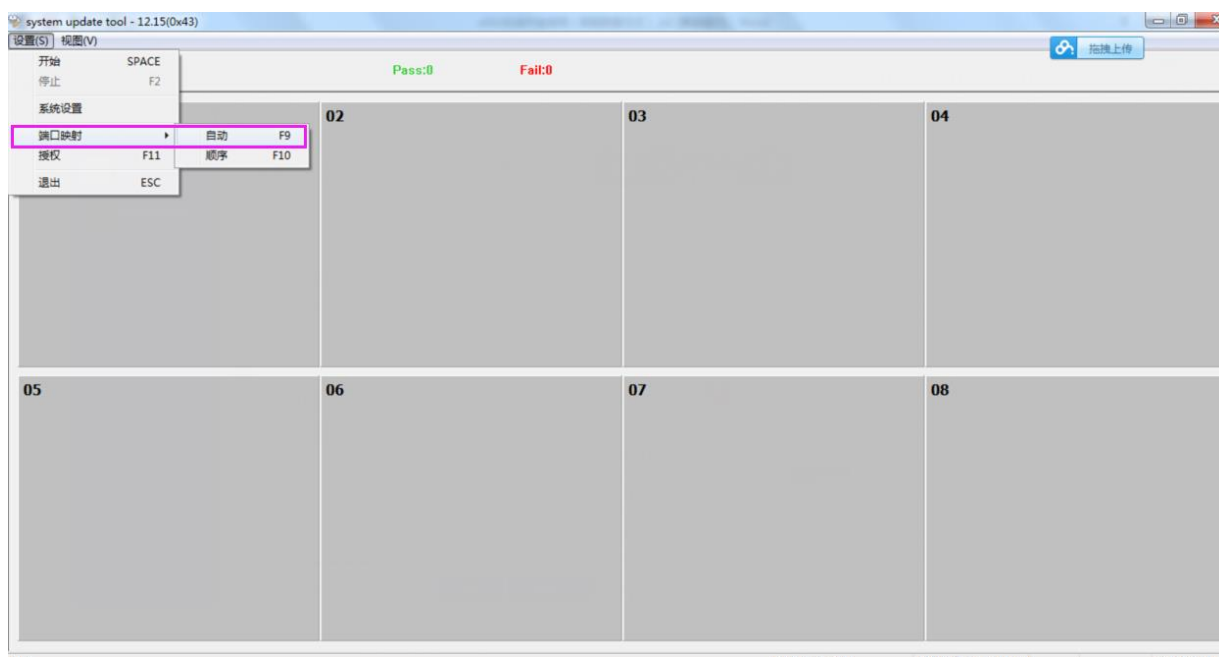 system update tool - 12.15(0x43)
设置(S) 视图(V)
拖拽上传
开始 SPACE
停止 F2
系统设置
端口映射 自动 F9
授权 F11 顺序 F10
退出 ESC
Pass:0 Fail:0
02 03 04
05 06 07 08